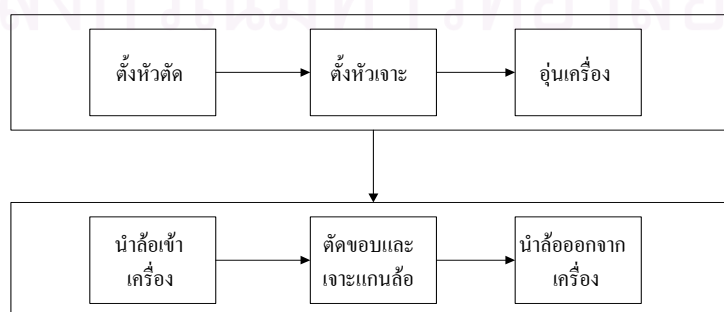 ตั้งหัวตัด
ตั้งหัวเจาะ
อุ่นเครื่อง
นำล้อเข้า
เครื่อง
ตัดขอบและ
เจาะแกนล้อ
นำล้อออกจาก
เครื่อง